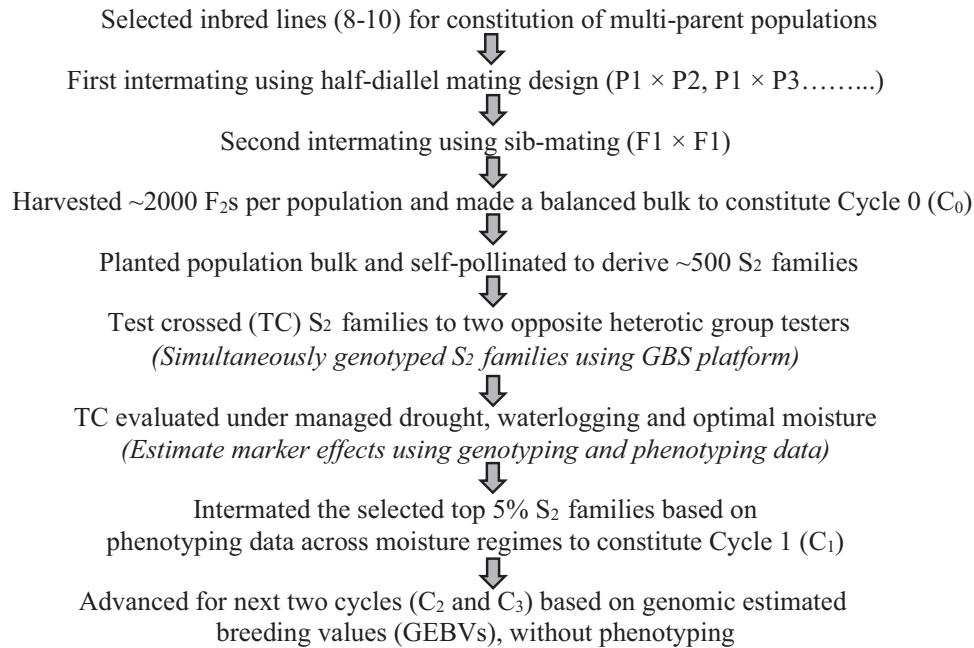 Selected inbred lines (8-10) for constitution of multi-parent populations
First intermating using half-diallel mating design (P1 × P2, P1 × P3……...)
Second intermating using sib-mating (F1 × F1)
Harvested ~2000 F₂s per population and made a balanced bulk to constitute Cycle 0 (C₀)
Planted population bulk and self-pollinated to derive ~500 S₂ families
Test crossed (TC) S₂ families to two opposite heterotic group testers
(Simultaneously genotyped S₂ families using GBS platform)
TC evaluated under managed drought, waterlogging and optimal moisture
(Estimate marker effects using genotyping and phenotyping data)
Intermated the selected top 5% S₂ families based on
phenotyping data across moisture regimes to constitute Cycle 1 (C₁)
Advanced for next two cycles (C₂ and C₃) based on genomic estimated
breeding values (GEBVs), without phenotyping